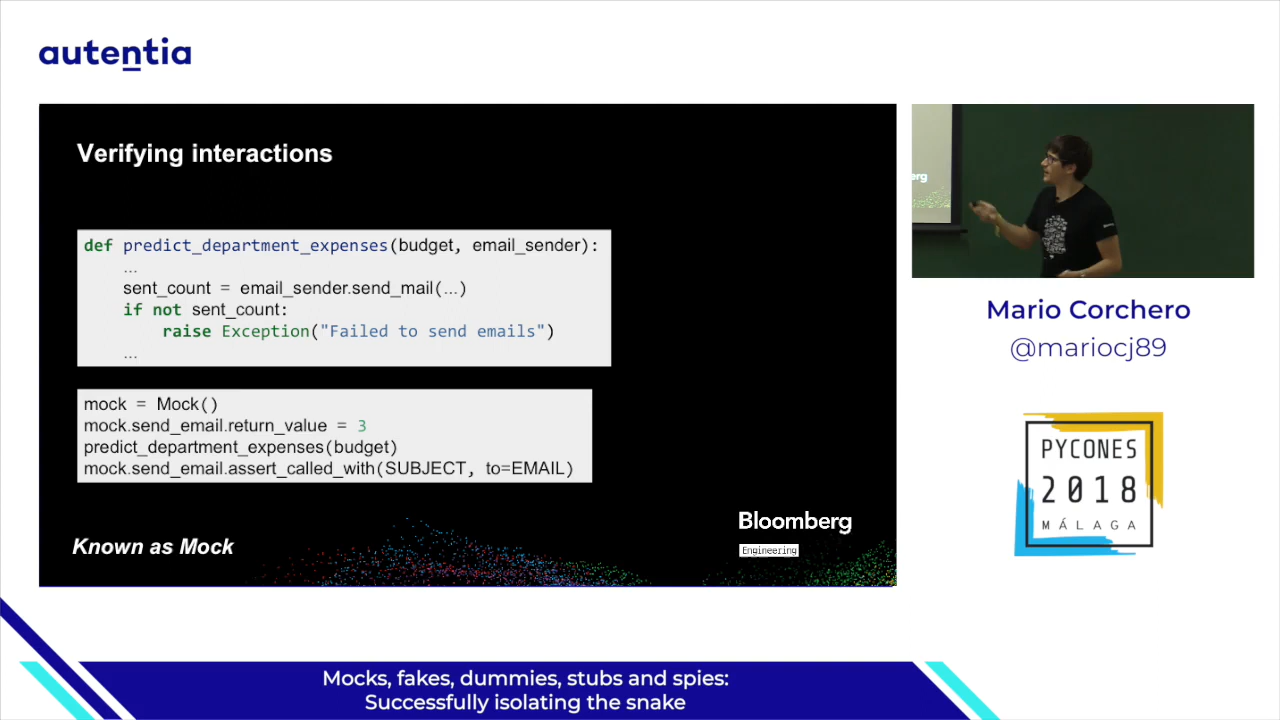 autentia
Verifying interactions
def predict_department_expenses(budget, email_sender):
...
sent_count = email_sender.send_mail(...)
if not sent_count:
raise Exception("Failed to send emails")
...
mock = Mock()
mock.send_email.return_value = 3
predict_department_expenses(budget)
mock.send_email.assert_called_with(SUBJECT, to=EMAIL)
Known as Mock
Bloomberg
Engineering
erg
Mario Corchero
@mariocj89
PYCONES
2018
MÁLAGA
Mocks, fakes, dummies, stubs and spies:
Successfully isolating the snake